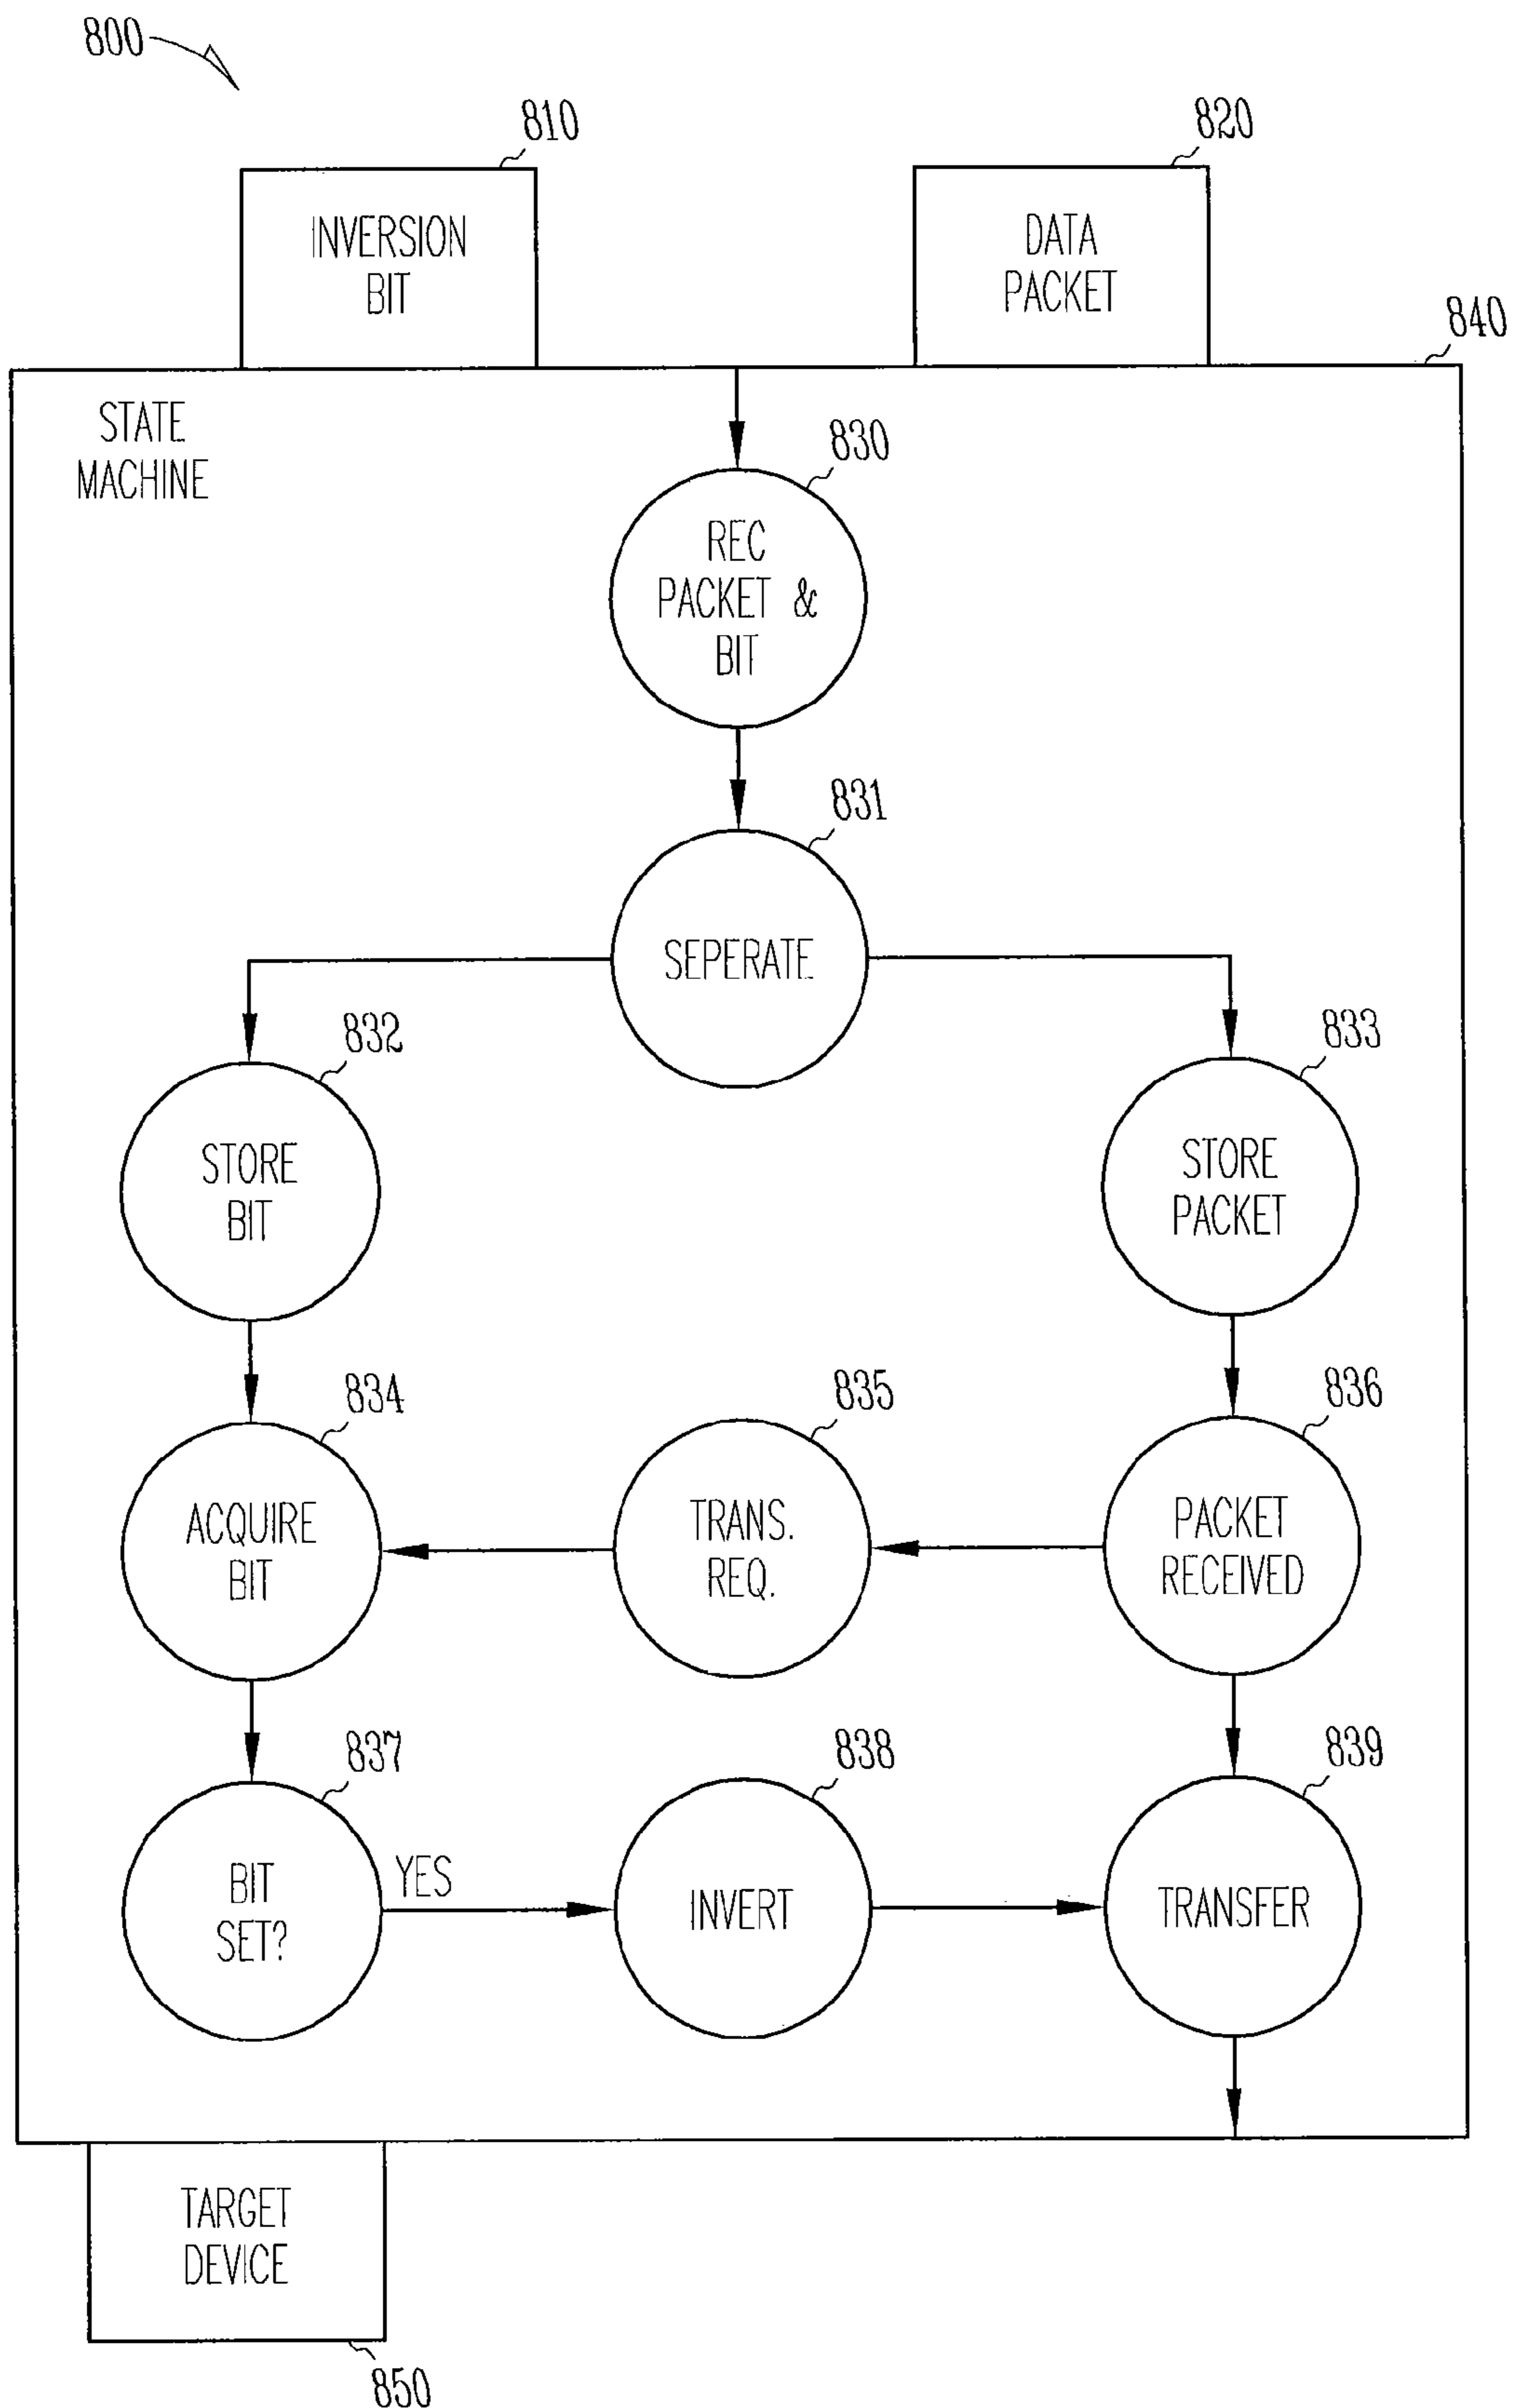 800
810
820
INVERSION
BIT
DATA
PACKET
840
STATE
MACHINE
830
REC
PACKET &
BIT
831
SEPERATE
832
833
STORE
BIT
STORE
PACKET
834
835
836
ACQUIRE
BIT
TRANS.
REQ.
PACKET
RECEIVED
837
838
839
BIT
SET?
YES
INVERT
TRANSFER
TARGET
DEVICE
850